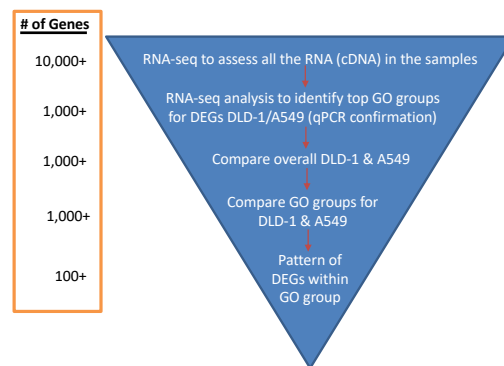 # of Genes
10,000+
RNA-seq to assess all the RNA (cDNA) in the samples
1,000+
RNA-seq analysis to identify top GO groups
for DEGs DLD-1/A549 (qPCR confirmation)
1,000+
Compare overall DLD-1 & A549
1,000+
Compare GO groups for
DLD-1 & A549
100+
Pattern of
DEGs within
GO group